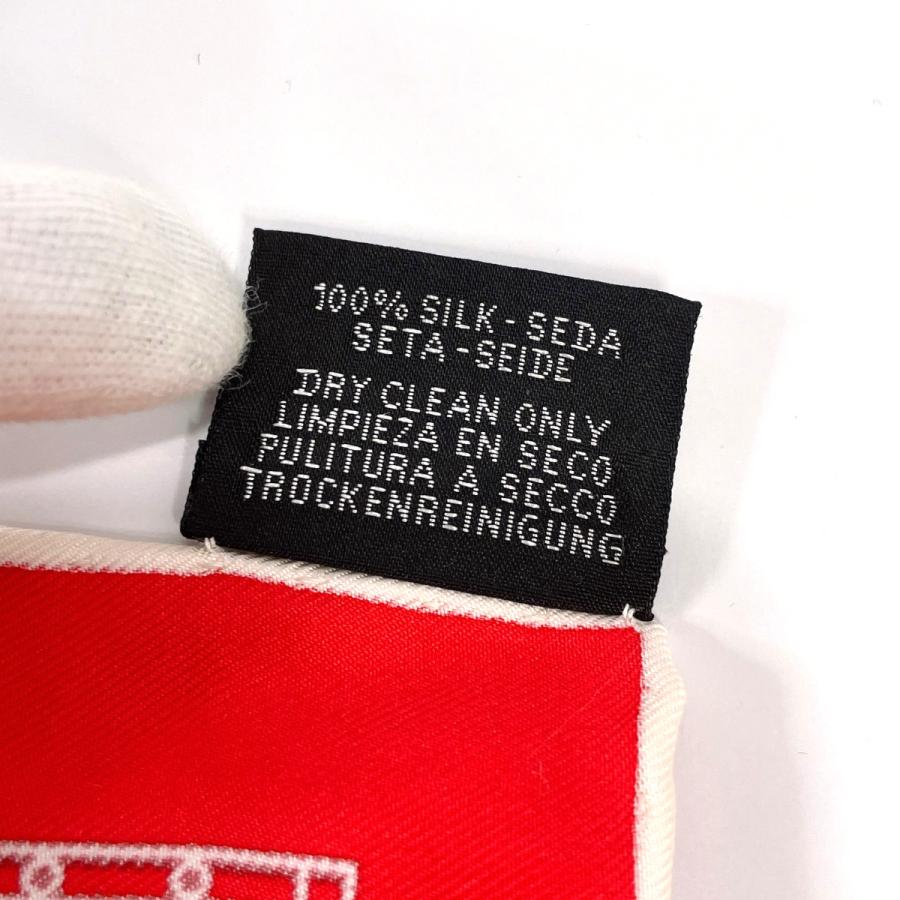 100% SILK - SEDA
SETA - SEIDE
DRY CLEAN ONLY
LIMPIEZA EN SECO
PULITURA A SECCO
TROCKENREINIGUNG